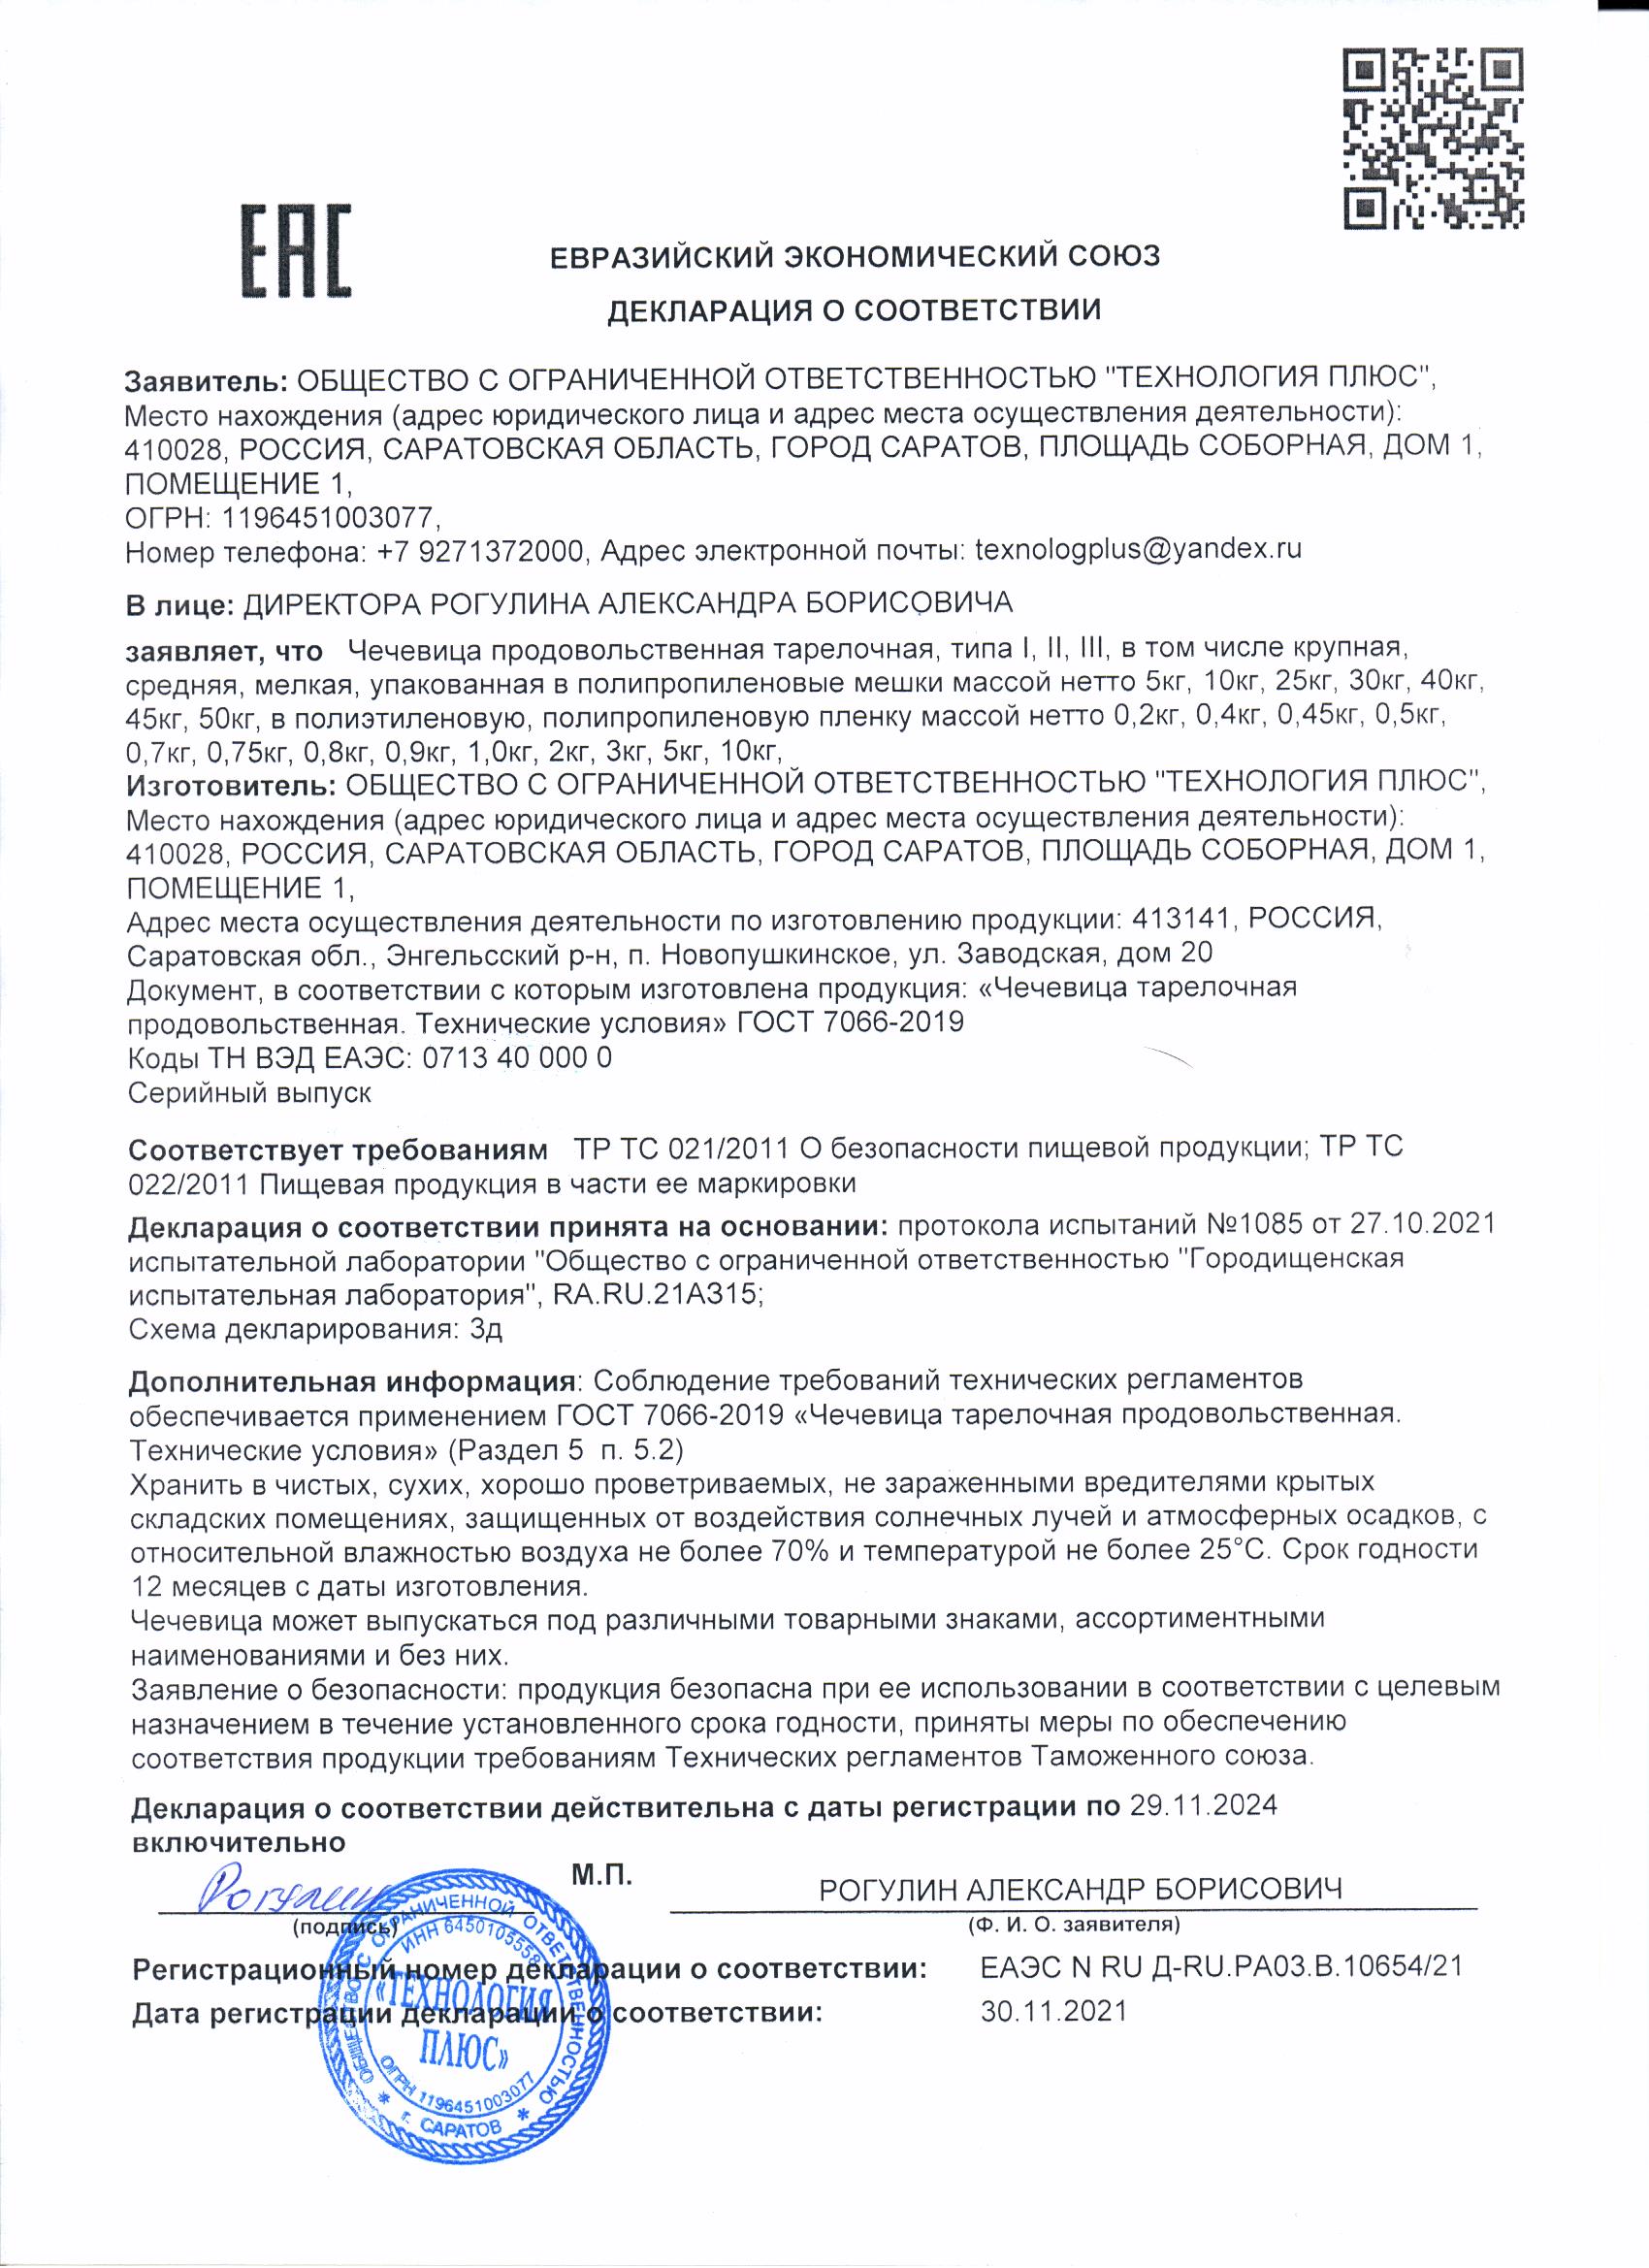 ЕАС
ЕВРАЗИЙСКИЙ ЭКОНОМИЧЕСКИЙ СОЮЗ
ДЕКЛАРАЦИЯ О СООТВЕТСТВИИ
Заявитель: ОБЩЕСТВО С ОГРАНИЧЕННОЙ ОТВЕТСТВЕННОСТЬЮ "ТЕХНОЛОГИЯ ПЛЮС",
Место нахождения (адрес юридического лица и адрес места осуществления деятельности):
410028, РОССИЯ, САРАТОВСКАЯ ОБЛАСТЬ, ГОРОД САРАТОВ, ПЛОЩАДЬ СОБОРНАЯ, ДОМ 1,
ПОМЕЩЕНИЕ 1,
ОГРН: 1196451003077,
Номер телефона: +7 9271372000, Адрес электронной почты: texnologplus@yandex.ru
В лице: ДИРЕКТОРА РОГУЛИНА АЛЕКСАНДРА БОРИСОВИЧА
заявляет, что Чечевица продовольственная тарелочная, типа I, II, III, в том числе крупная,
средняя, мелкая, упакованная в полипропиленовые мешки массой нетто 5кг, 10кг, 25кг, 30кг, 40кг,
45кг, 50кг, в полиэтиленовую, полипропиленовую пленку массой нетто 0,2кг, 0,4кг, 0,45кг, 0,5кг,
0,7кг, 0,75кг, 0,8кг, 0,9кг, 1,0кг, 2кг, 3кг, 5кг, 10кг,
Изготовитель: ОБЩЕСТВО С ОГРАНИЧЕННОЙ ОТВЕТСТВЕННОСТЬЮ "ТЕХНОЛОГИЯ ПЛЮС",
Место нахождения (адрес юридического лица и адрес места осуществления деятельности):
410028, РОССИЯ, САРАТОВСКАЯ ОБЛАСТЬ, ГОРОД САРАТОВ, ПЛОЩАДЬ СОБОРНАЯ, ДОМ 1,
ПОМЕЩЕНИЕ 1,
Адрес места осуществления деятельности по изготовлению продукции: 413141, РОССИЯ,
Саратовская обл., Энгельсский р-н, п. Новопушкинское, ул. Заводская, дом 20
Документ, в соответствии с которым изготовлена продукция: «Чечевица тарелочная
продовольственная. Технические условия» ГОСТ 7066-2019
Коды ТН ВЭД ЕАЭС: 0713 40 000 0
Серийный выпуск
Соответствует требованиям ТР ТС 021/2011 О безопасности пищевой продукции; ТР ТС
022/2011 Пищевая продукция в части ее маркировки
Декларация о соответствии принята на основании: протокола испытаний №1085 от 27.10.2021
испытательной лаборатории "Общество с ограниченной ответственностью "Городищенская
испытательная лаборатория", RA.RU.21АЗ15;
Схема декларирования: 3д
Дополнительная информация: Соблюдение требований технических регламентов
обеспечивается применением ГОСТ 7066-2019 «Чечевица тарелочная продовольственная.
Технические условия» (Раздел 5 п. 5.2)
Хранить в чистых, сухих, хорошо проветриваемых, не зараженными вредителями крытых
складских помещениях, защищенных от воздействия солнечных лучей и атмосферных осадков, с
относительной влажностью воздуха не более 70% и температурой не более 25°С. Срок годности
12 месяцев с даты изготовления.
Чечевица может выпускаться под различными товарными знаками, ассортиментными
наименованиями и без них.
Заявление о безопасности: продукция безопасна при ее использовании в соответствии с целевым
назначением в течение установленного срока годности, приняты меры по обеспечению
соответствия продукции требованиям Технических регламентов Таможенного союза.
Декларация о соответствии действительна с даты регистрации по 29.11.2024
включительно
Рогулин
М.П.
РОГУЛИН АЛЕКСАНДР БОРИСОВИЧ
(подпись)
(Ф. И. О. заявителя)
Регистрационный номер декларации о соответствии: ЕАЭС N RU Д-RU.РА03.В.10654/21
Дата регистрации декларации о соответствии: 30.11.2021
ОБЩЕСТВО С ОГРАНИЧЕННОЙ ОТВЕТСТВЕННОСТЬЮ
ИНН 6450105558
«ТЕХНОЛОГИЯ
ПЛЮС»
ОГРН 1196451003077
* г. САРАТОВ *